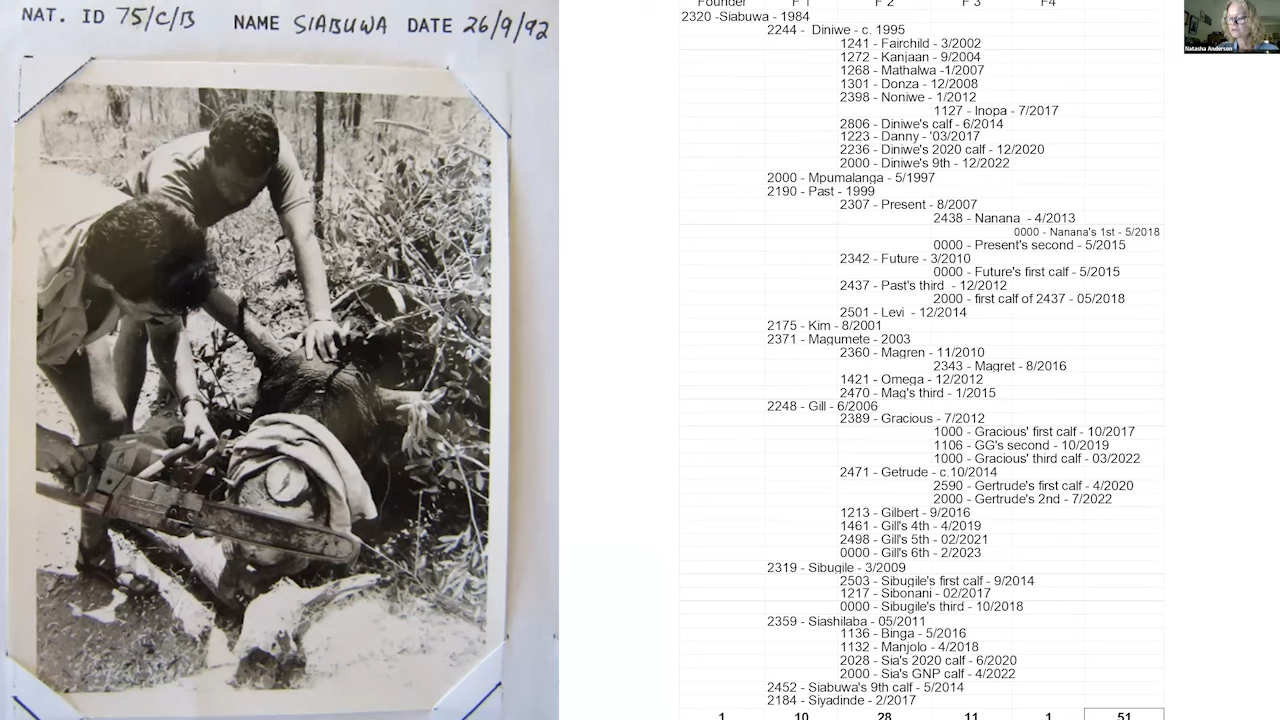 NAT. ID 75/C/B NAME SIABUWA DATE 26/9/92
Founder F 1 F 2 F 3 F4
2320 -Siabuwa - 1984
2244 - Diniwe - c. 1995
1241 - Fairchild - 3/2002
1272 - Kanjaan - 9/2004
1268 - Mathalwa -1/2007
1301 - Donza - 12/2008
2398 - Noniwe - 1/2012
1127 - Inopa - 7/2017
2806 - Diniwe's calf - 6/2014
1223 - Danny - '03/2017
2236 - Diniwe's 2020 calf - 12/2020
2000 - Diniwe's 9th - 12/2022
2000 - Mpumalanga - 5/1997
2190 - Past - 1999
2307 - Present - 8/2007
2438 - Nanana - 4/2013
0000 - Nanana's 1st - 5/2018
0000 - Present's second - 5/2015
2342 - Future - 3/2010
0000 - Future's first calf - 5/2015
2437 - Past's third - 12/2012
2000 - first calf of 2437 - 05/2018
2501 - Levi - 12/2014
2175 - Kim - 8/2001
2371 - Magumete - 2003
2360 - Magren - 11/2010
2343 - Magret - 8/2016
1421 - Omega - 12/2012
2470 - Mag's third - 1/2015
2248 - Gill - 6/2006
2389 - Gracious - 7/2012
1000 - Gracious' first calf - 10/2017
1106 - GG's second - 10/2019
1000 - Gracious' third calf - 03/2022
2471 - Getrude - c.10/2014
2590 - Gertrude's first calf - 4/2020
2000 - Gertrude's 2nd - 7/2022
1213 - Gilbert - 9/2016
1461 - Gill's 4th - 4/2019
2498 - Gill's 5th - 02/2021
0000 - Gill's 6th - 2/2023
2319 - Sibugile - 3/2009
2503 - Sibugile's first calf - 9/2014
1217 - Sibonani - 02/2017
0000 - Sibugile's third - 10/2018
2359 - Siashilaba - 05/2011
1136 - Binga - 5/2016
1132 - Manjolo - 4/2018
2028 - Sia's 2020 calf - 6/2020
2000 - Sia's GNP calf - 4/2022
2452 - Siabuwa's 9th calf - 5/2014
2184 - Siyadinde - 2/2017
1 10 28 11 1 51
Natasha Anderson